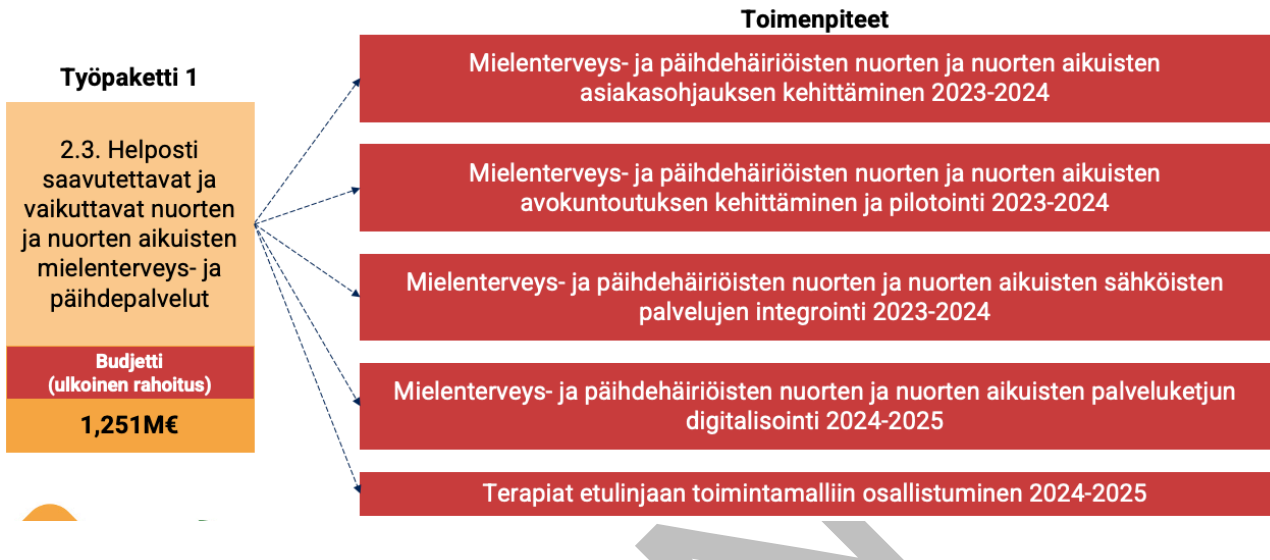 Toimenpiteet
Työpaketti 1
2.3. Helposti
saavutettavat ja
vaikuttavat nuorten
ja nuorten aikuisten
mielenterveys- ja
päihdepalvelut
Budjetti
(ulkoinen rahoitus)
1,251M€
Mielenterveys- ja päihdehäiriöisten nuorten ja nuorten aikuisten
asiakasohjauksen kehittäminen 2023-2024
Mielenterveys- ja päihdehäiriöisten nuorten ja nuorten aikuisten
avokuntoutuksen kehittäminen ja pilotointi 2023-2024
Mielenterveys- ja päihdehäiriöisten nuorten ja nuorten aikuisten sähköisten
palvelujen integrointi 2023-2024
Mielenterveys- ja päihdehäiriöisten nuorten ja nuorten aikuisten palveluketjun
digitalisointi 2024-2025
Terapiat etulinjaan toimintamalliin osallistuminen 2024-2025